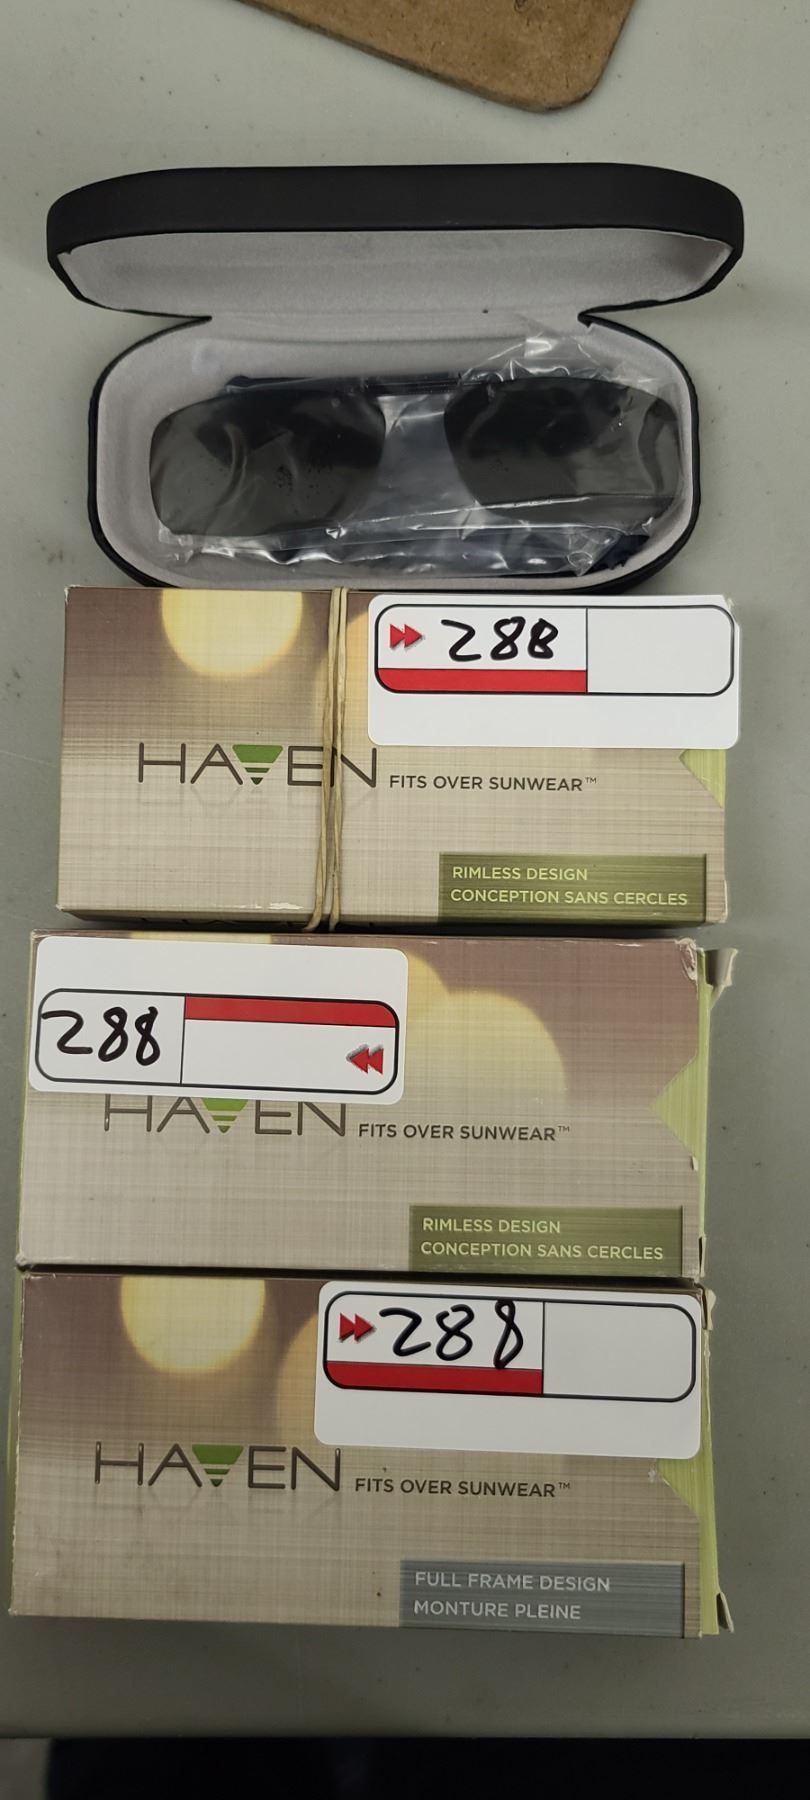 288
HAVEN FITS OVER SUNWEAR™
RIMLESS DESIGN
CONCEPTION SANS CERCLES
288
HAVEN FITS OVER SUNWEAR™
RIMLESS DESIGN
CONCEPTION SANS CERCLES
288
HAVEN FITS OVER SUNWEAR™
FULL FRAME DESIGN
MONTURE PLEINE